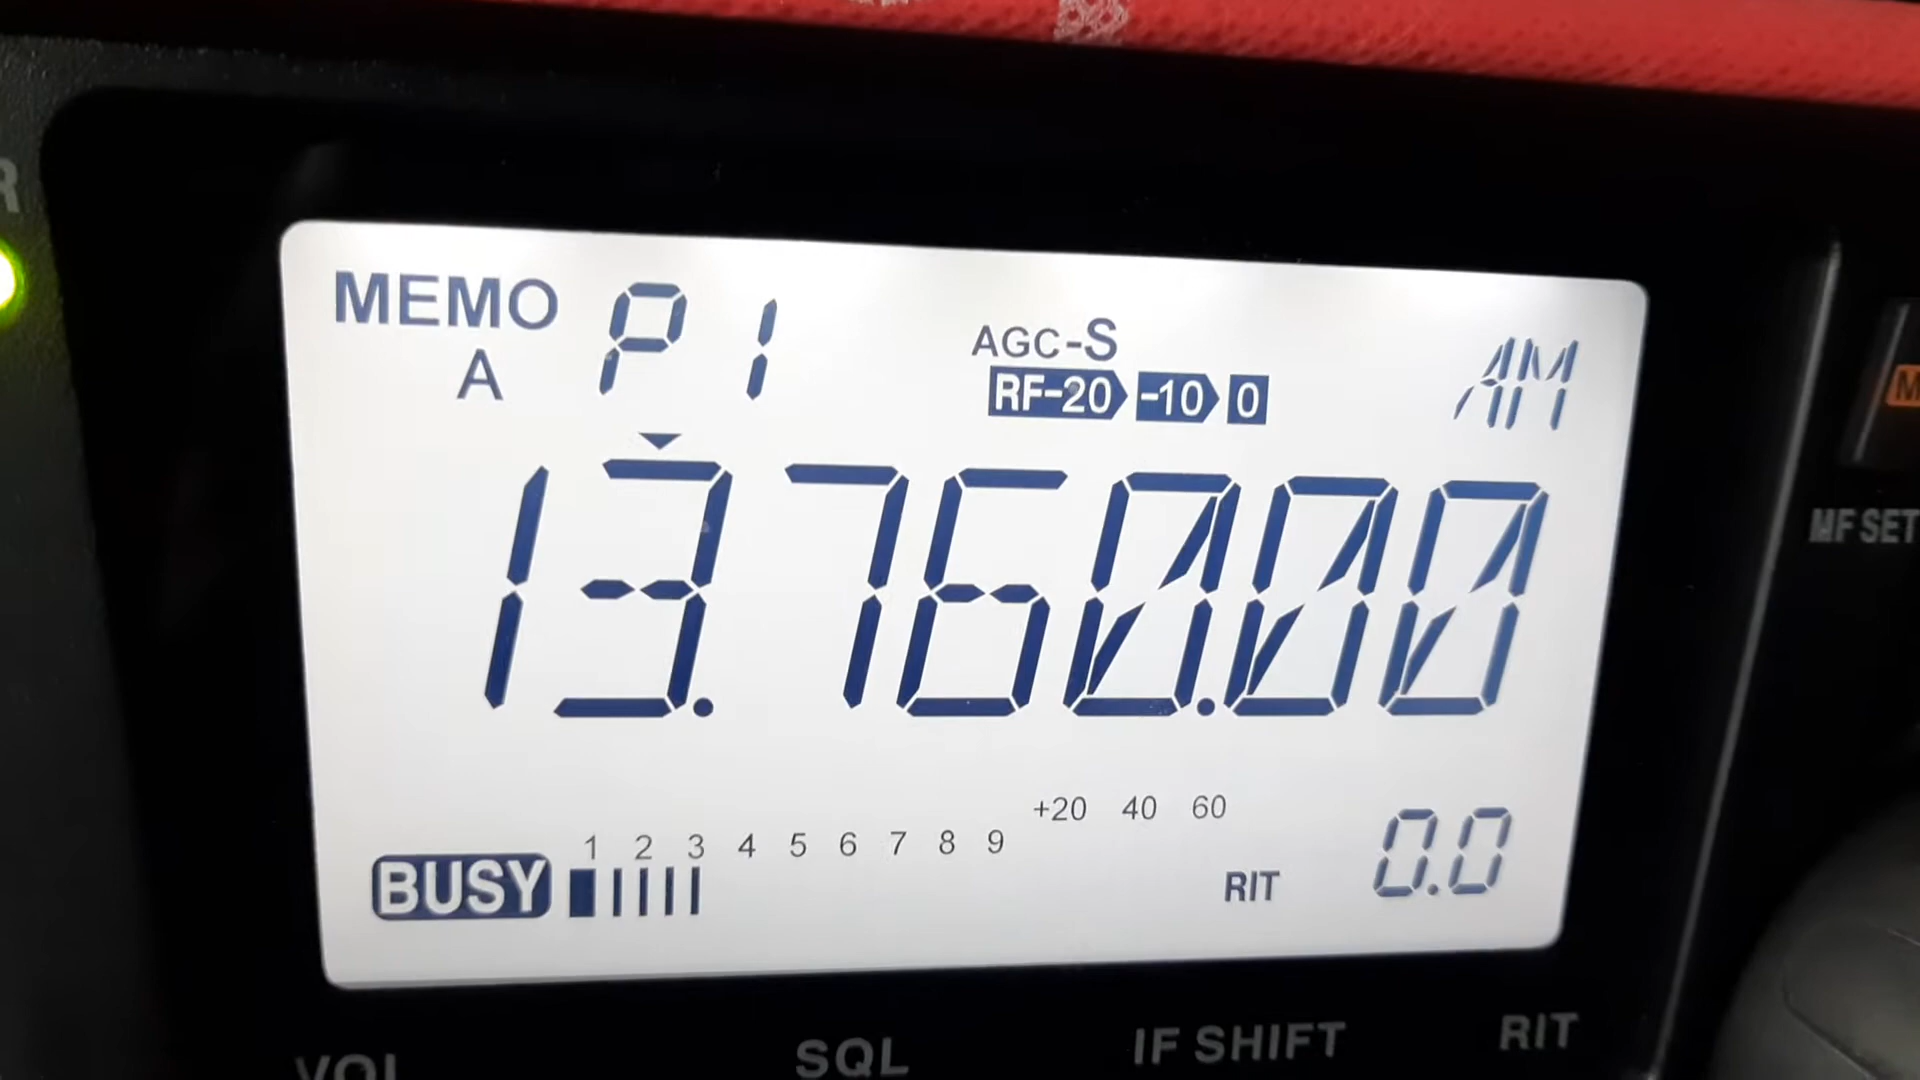 MEMO P1
A
AGC-S
RF-20 -10 0
AM
13.760.00
+20 40 60
1 2 3 4 5 6 7 8 9
BUSY
RIT 0.0
MF SET
VOL SQL IF SHIFT RIT